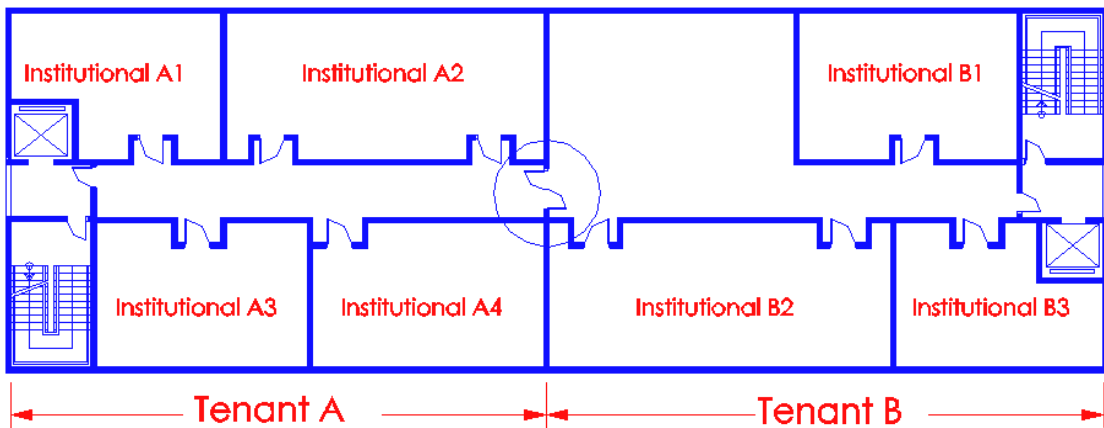 Institutional A1
Institutional A2
Institutional B1
Institutional A3
Institutional A4
Institutional B2
Institutional B3
Tenant A
Tenant B